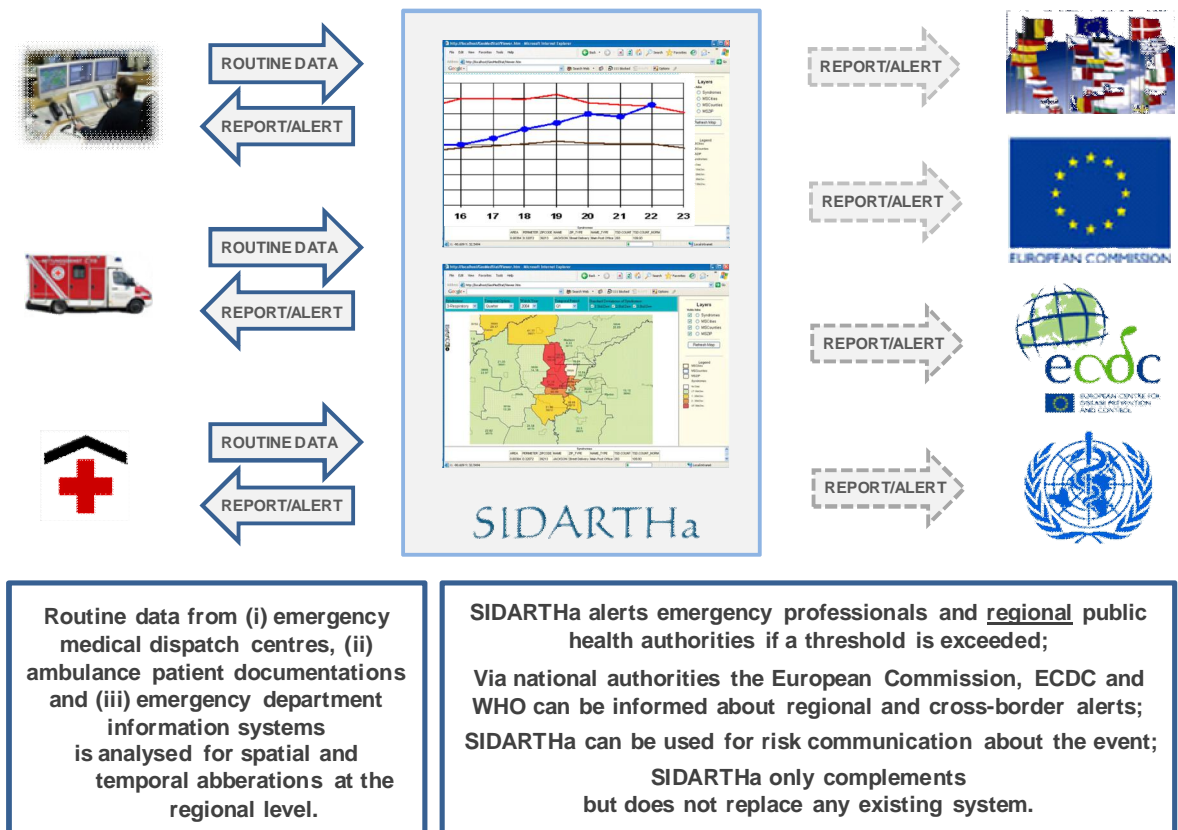 ROUTINE DATA
REPORT/ALERT
ROUTINE DATA
REPORT/ALERT
ROUTINE DATA
REPORT/ALERT
16 17 18 19 20 21 22 23
Layers
Legend
Layers
Refresh Map
Legend
SIDARTHa
REPORT/ALERT
REPORT/ALERT
EUROPEAN COMMISSION
REPORT/ALERT
ecdc
EUROPEAN CENTRE FOR
DISEASE PREVENTION
AND CONTROL
REPORT/ALERT
Routine data from (i) emergency
medical dispatch centres, (ii)
ambulance patient documentations
and (iii) emergency department
information systems
is analysed for spatial and
temporal abberations at the
regional level.
SIDARTHa alerts emergency professionals and regional public
health authorities if a threshold is exceeded;
Via national authorities the European Commission, ECDC and
WHO can be informed about regional and cross-border alerts;
SIDARTHa can be used for risk communication about the event;
SIDARTHa only complements
but does not replace any existing system.